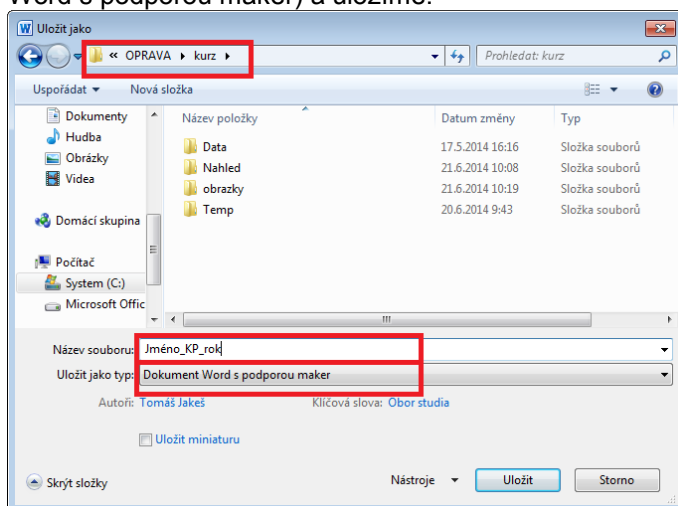 Word s podporou maker) a uložíme.
Uložit jako
« OPRAVA kurz
Prohledat: kurz
Uspořádat Nová složka
Název položky Datum změny Typ
Dokumenty
Hudba
Obrázky
Videa
Domácí skupina
Počítač
System (C:)
Microsoft Offic
Data 17.5.2014 16:16 Složka souborů
Nahled 21.6.2014 10:08 Složka souborů
obrazky 21.6.2014 10:19 Složka souborů
Temp 20.6.2014 9:43 Složka souborů
Název souboru: Jméno_KP_rok
Uložit jako typ: Dokument Word s podporou maker
Autoři: Tomáš Jakeš Klíčová slova: Obor studia
Uložit miniaturu
Skrýt složky Nástroje Uložit Storno